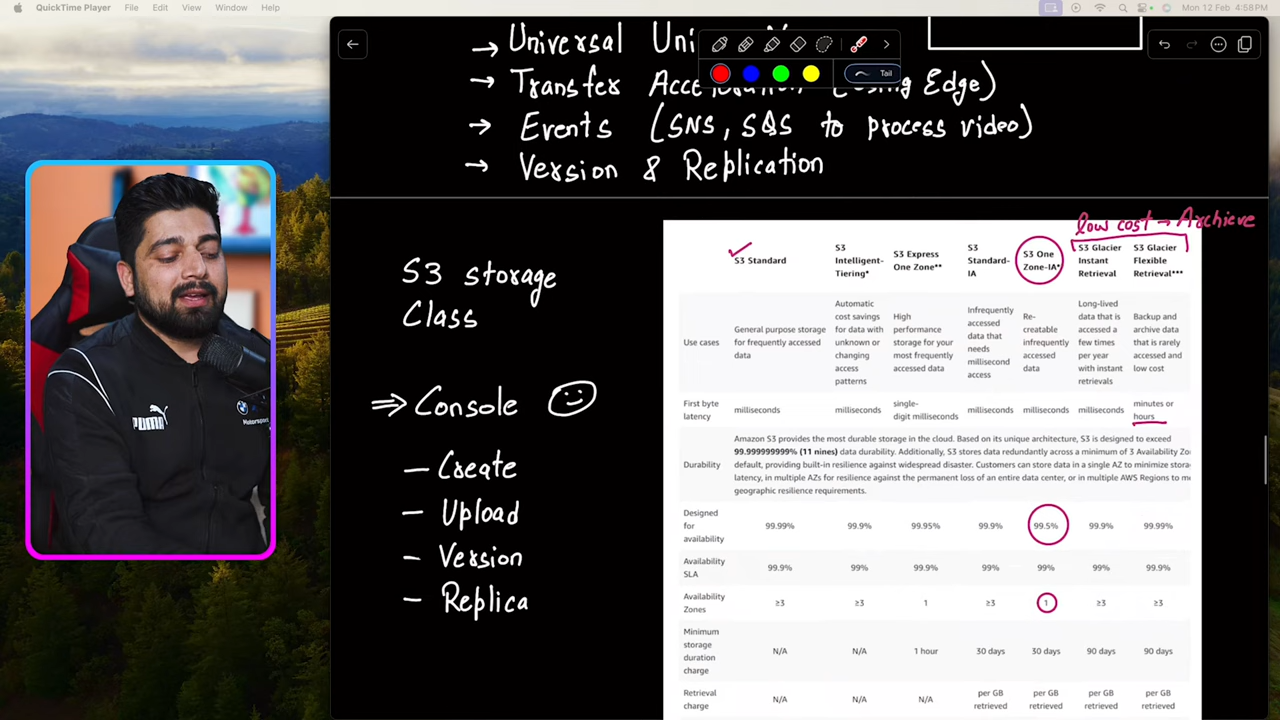 QuickTime Player File Edit View Window Help
Mon 12 Feb 4:58 PM
→ Universal
→ Transfer Edge)
Tail
→ Events (SNS, SQS to process video)
→ Version & Replication
low cost → Archieve
S3 storage
Class
⇒ Console
- Create
- Upload
- Version
- Replica
S3 Standard
S3 Intelligent-Tiering*
S3 Express One Zone**
S3 Standard-IA
S3 One Zone-IA*
S3 Glacier Instant Retrieval
S3 Glacier Flexible Retrieval***
Use cases
General purpose storage for frequently accessed data
Automatic cost savings for data with unknown or changing access patterns
High performance storage for your most frequently accessed data
Infrequently accessed data that needs millisecond access
Re-creatable infrequently accessed data
Long-lived data that is accessed a few times per year with instant retrievals
Backup and archive data that is rarely accessed and low cost
First byte latency
milliseconds
milliseconds
single-digit milliseconds
milliseconds
milliseconds
milliseconds
minutes or hours
Durability
Amazon S3 provides the most durable storage in the cloud. Based on its unique architecture, S3 is designed to exceed
99.999999999% (11 nines) data durability. Additionally, S3 stores data redundantly across a minimum of 3 Availability
default, providing built-in resilience against widespread disaster. Customers can store data in a single AZ to minimize
latency, in multiple AZs for resilience against the permanent loss of an entire data center, or in multiple AWS Regions to
geographic resilience requirements.
Designed for availability
99.99% 99.9% 99.95% 99.9% 99.5% 99.9% 99.99%
Availability SLA
99.9% 99% 99.9% 99% 99% 99% 99.9%
Availability Zones
≥3 ≥3 1 ≥3 1 ≥3 ≥3
Minimum storage duration charge
N/A N/A 1 hour 30 days 30 days 90 days 90 days
Retrieval charge
N/A N/A N/A per GB retrieved per GB retrieved per GB retrieved per GB retrieved
PUMA
Motorsport